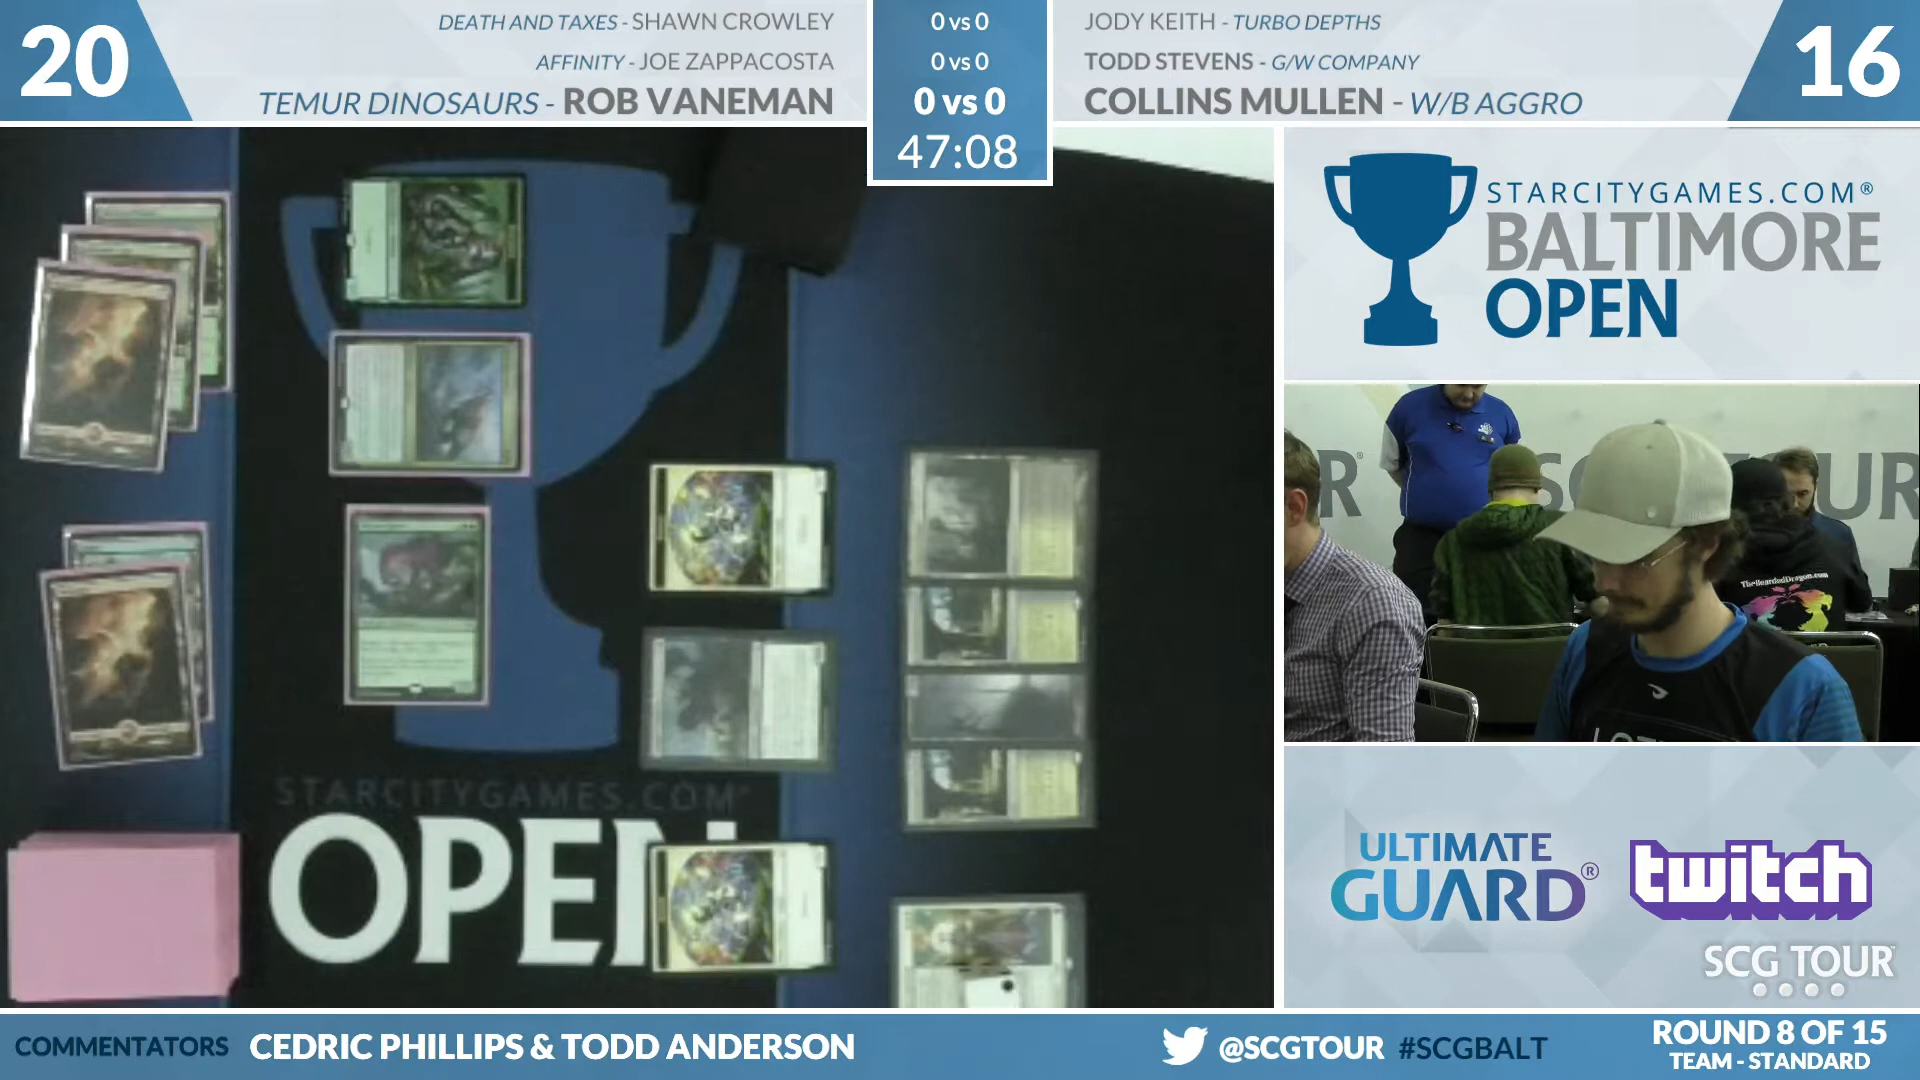 20
DEATH AND TAXES - SHAWN CROWLEY
AFFINITY - JOE ZAPPACOSTA
TEMUR DINOSAURS - ROB VANEMAN
0 vs 0
0 vs 0
0 vs 0
47:08
JODY KEITH - TURBO DEPTHS
TODD STEVENS - G/W COMPANY
COLLINS MULLEN - W/B AGGRO
16
STARCITYGAMES.COM®
BALTIMORE
OPEN
STARCITYGAMES.COM®
OPEN
TheBeardedDragon.com
ULTIMATE
GUARD®
twitch
SCG TOUR
COMMENTATORS CEDRIC PHILLIPS & TODD ANDERSON
@SCGTOUR #SCGBALT
ROUND 8 OF 15
TEAM - STANDARD